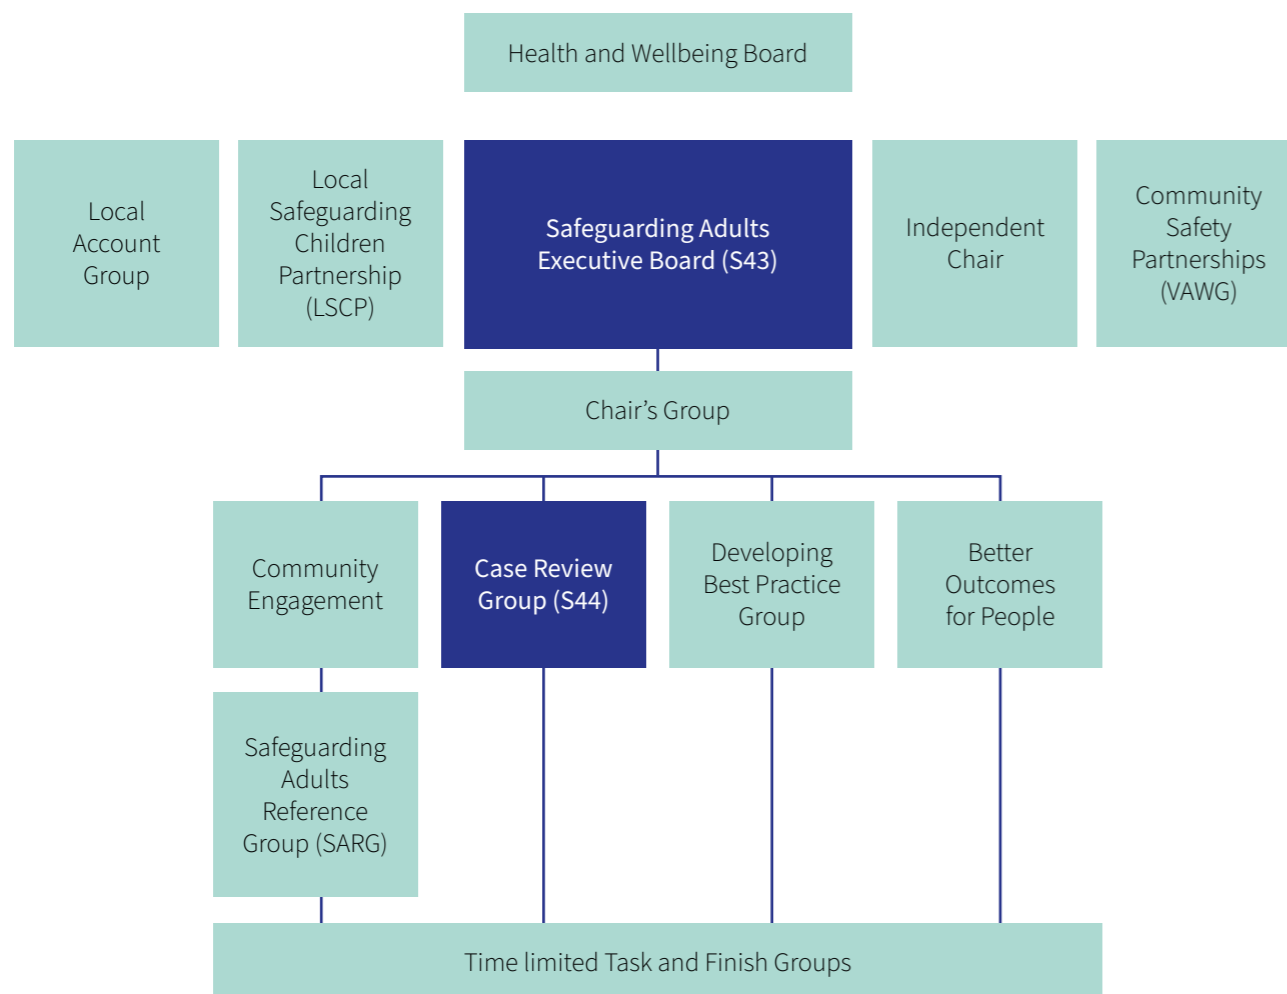 Health and Wellbeing Board
Local
Account
Group
Local
Safeguarding
Children
Partnership
(LSCP)
Safeguarding Adults
Executive Board (S43)
Independent
Chair
Community
Safety
Partnerships
(VAWG)
Chair’s Group
Community
Engagement
Case Review
Group (S44)
Developing
Best Practice
Group
Better
Outcomes
for People
Safeguarding
Adults
Reference
Group (SARG)
Time limited Task and Finish Groups